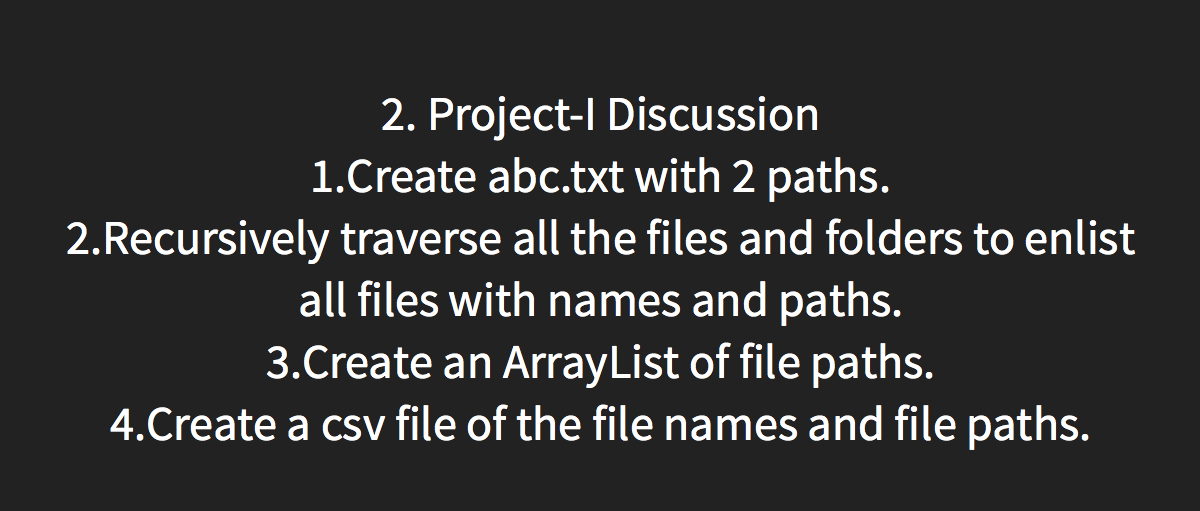 2. Project-I Discussion
1.Create abc.txt with 2 paths.
2.Recursively traverse all the files and folders to enlist
all files with names and paths.
3.Create an ArrayList of file paths.
4.Create a csv file of the file names and file paths.